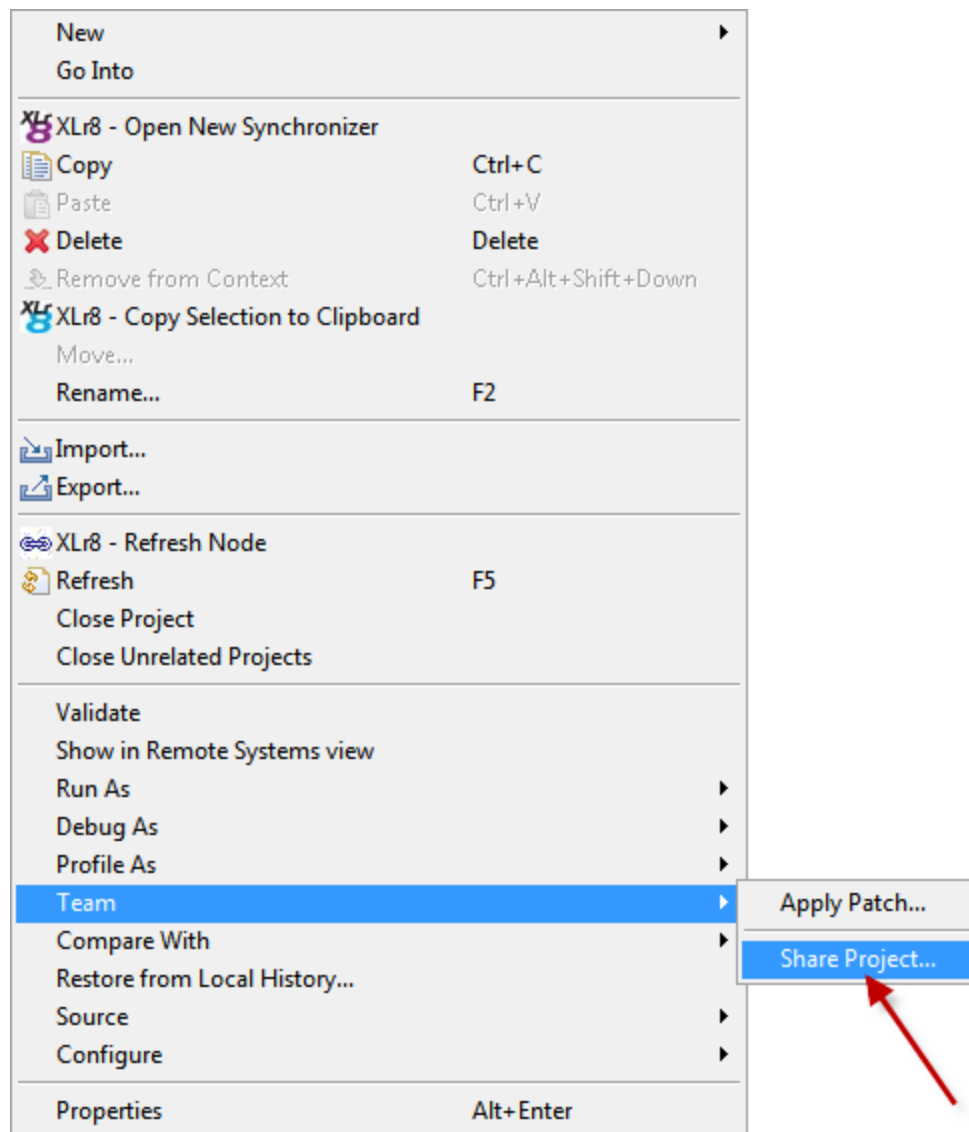 New
Go Into
XLr8 XLr8 - Open New Synchronizer
Copy Ctrl+C
Paste Ctrl+V
Delete Delete
Remove from Context Ctrl+Alt+Shift+Down
XLr8 XLr8 - Copy Selection to Clipboard
Move...
Rename... F2
Import...
Export...
XLr8 - Refresh Node
Refresh F5
Close Project
Close Unrelated Projects
Validate
Show in Remote Systems view
Run As
Debug As
Profile As
Team Apply Patch...
Compare With
Share Project...
Restore from Local History...
Source
Configure
Properties Alt+Enter